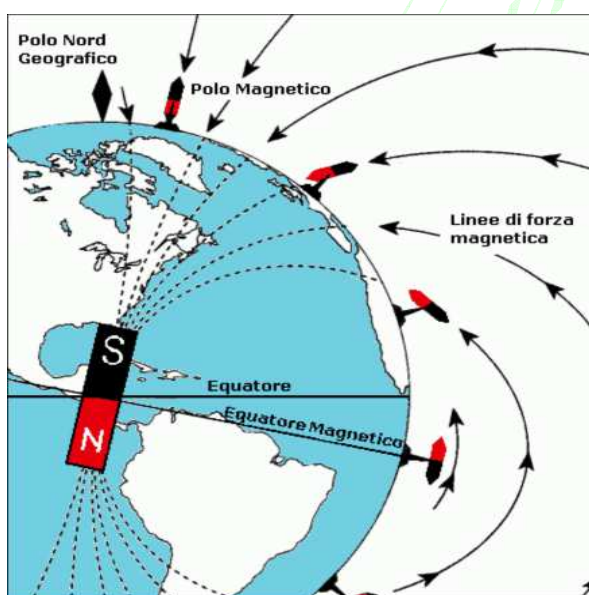 Polo Nord
Geografico
Polo Magnetico
Linee di forza
magnetica
S
Equatore
Equatore Magnetico
N